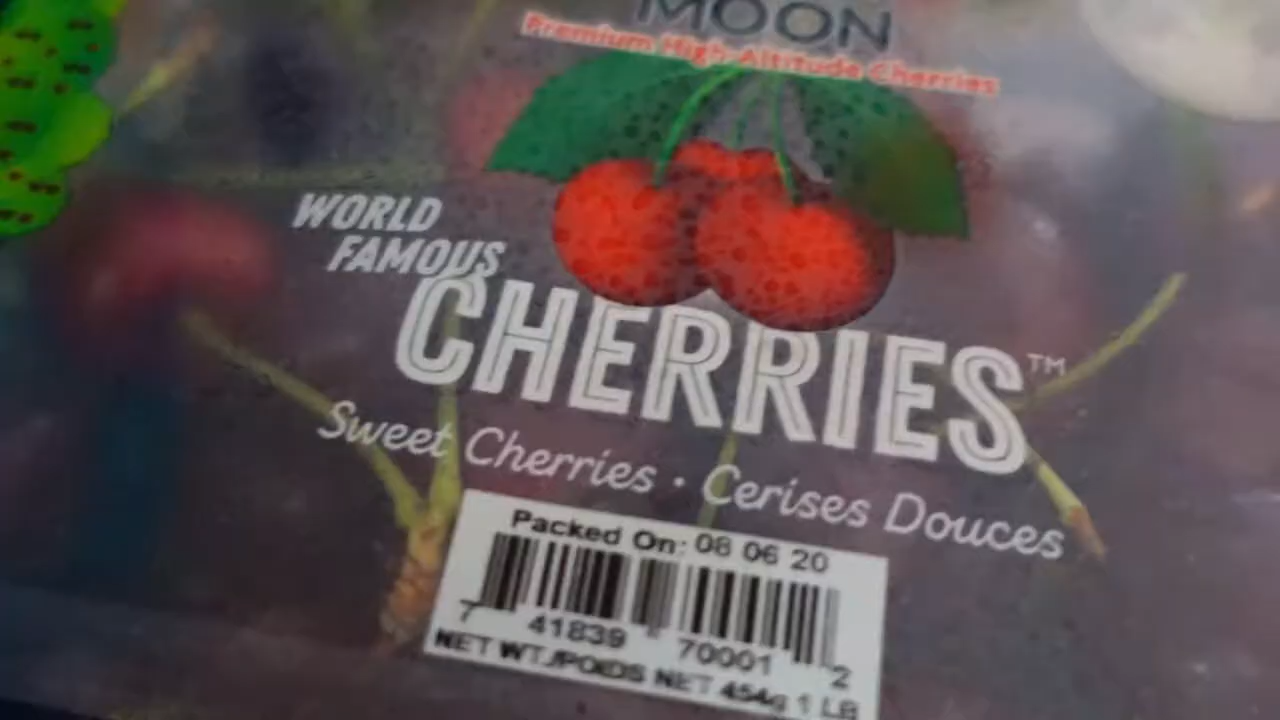 MOON
Premium High-Altitude Cherries
WORLD
FAMOUS
CHERRIES™
Sweet Cherries · Cerises Douces
Packed On: 08 06 20
7 41839 70001 2
NET WT./POIDS NET 454g 1 LB